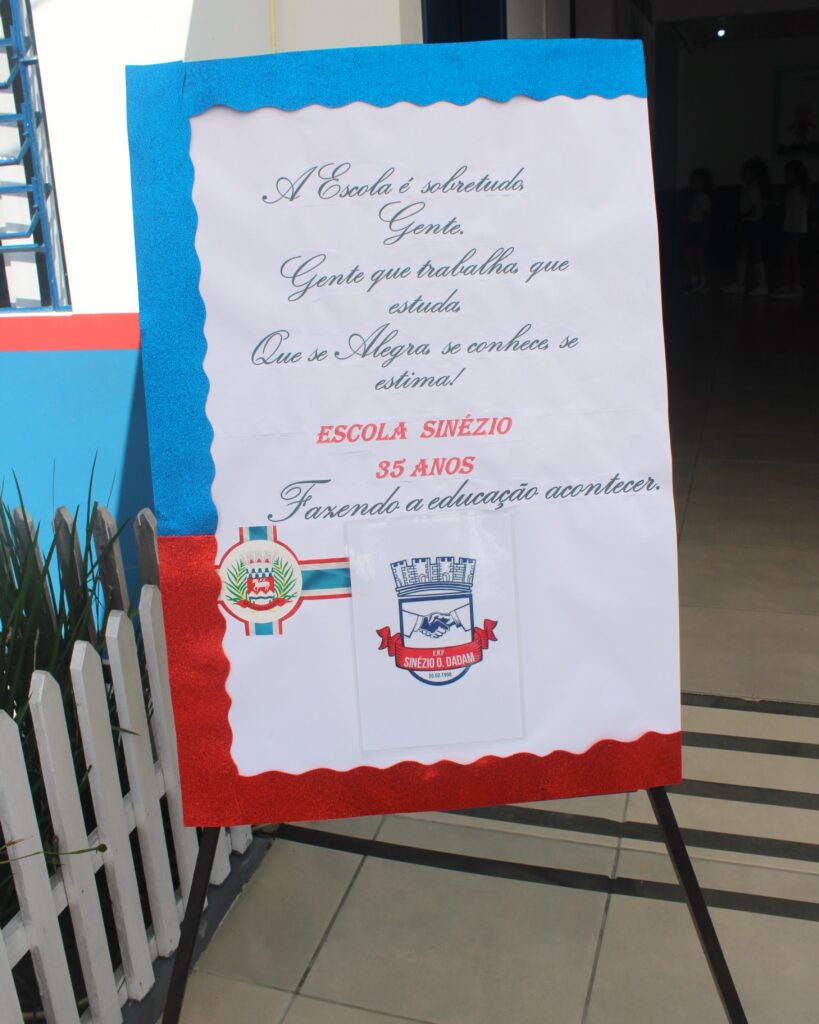 A Escola é sobretudo,
Gente.
Gente que trabalha, que
estuda,
Que se Alegra, se conhece, se
estima!
ESCOLA SINÉZIO
35 ANOS
Fazendo a educação acontecer.
SINÉZIO O. DADAM